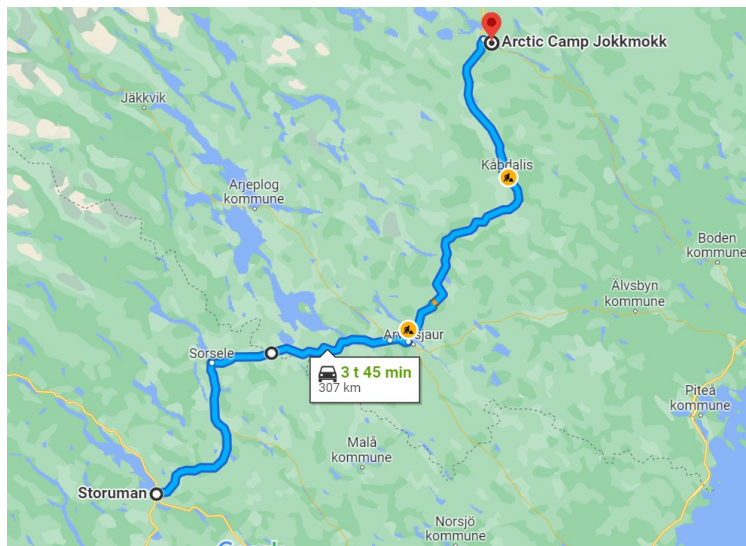 Arctic Camp Jokkmokk
Jäkkvik
Kåbdalis
Arjeplog
kommune
Boden
kommune
Älvsbyn
kommune
Sorsele
3 t 45 min
307 km
Piteå
kommune
Malå
kommune
Storuman
Norsjö
kommune